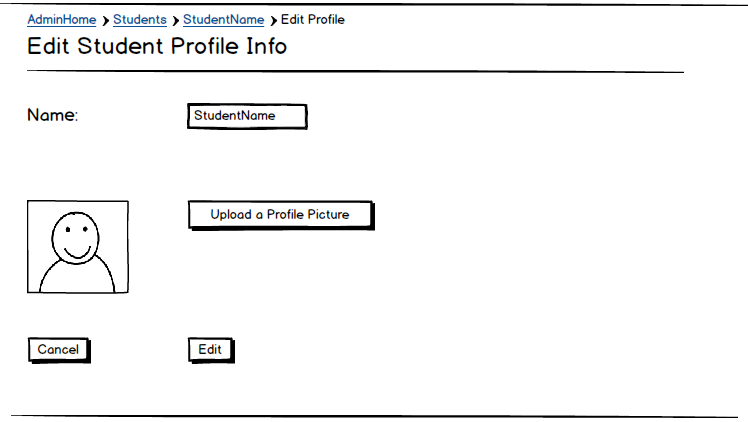 AdminHome > Students > StudentName > Edit Profile
Edit Student Profile Info
Name: StudentName
Upload a Profile Picture
Cancel Edit